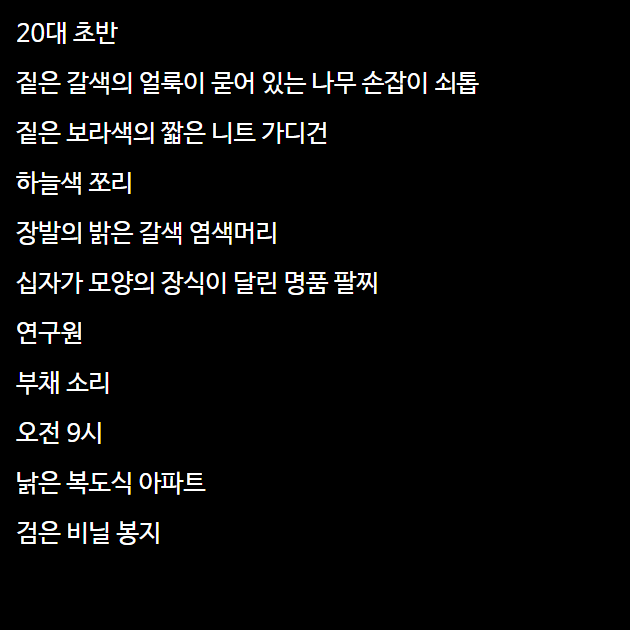 20대 초반
짙은 갈색의 얼룩이 묻어 있는 나무 손잡이 쇠톱
짙은 보라색의 짧은 니트 가디건
하늘색 쪼리
장발의 밝은 갈색 염색머리
십자가 모양의 장식이 달린 명품 팔찌
연구원
부채 소리
오전 9시
낡은 복도식 아파트
검은 비닐 봉지